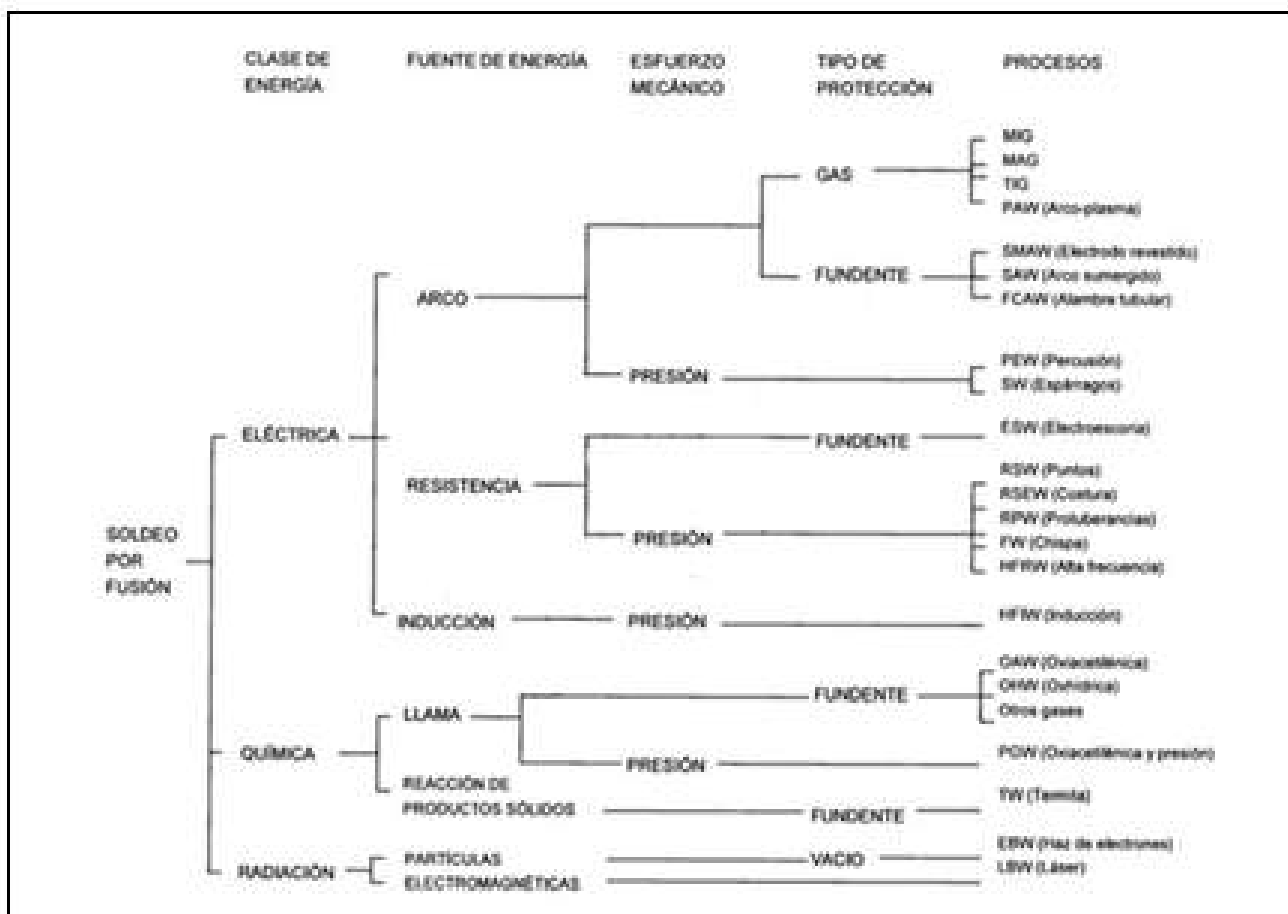 CLASE DE
ENERGÍA
FUENTE DE ENERGÍA
ESFUERZO
MECÁNICO
TIPO DE
PROTECCIÓN
PROCESOS
SOLDEO
POR
FUSIÓN
ELÉCTRICA
ARCO
GAS
MIG
MAG
TIG
PAW (Arco-plasma)
FUNDENTE
SMAW (Electrodo revestido)
SAW (Arco sumergido)
FCAW (Alambre tubular)
PRESIÓN
PEW (Percusión)
SW (Espárragos)
RESISTENCIA
FUNDENTE
ESW (Electroescoria)
PRESIÓN
RSW (Puntos)
RSEW (Costura)
RPW (Protuberancias)
FW (Chispa)
HFRW (Alta frecuencia)
INDUCCIÓN
PRESIÓN
HFIW (Inducción)
QUÍMICA
LLAMA
FUNDENTE
OAW (Oxiacetilénica)
OHW (Oxhídrica)
Otros gases
PRESIÓN
PGW (Oxiacetilénica y presión)
REACCIÓN DE
PRODUCTOS SÓLIDOS
FUNDENTE
TW (Termita)
RADIACIÓN
PARTÍCULAS
VACIO
EBW (Haz de electrones)
ELECTROMAGNÉTICAS
LBW (Láser)